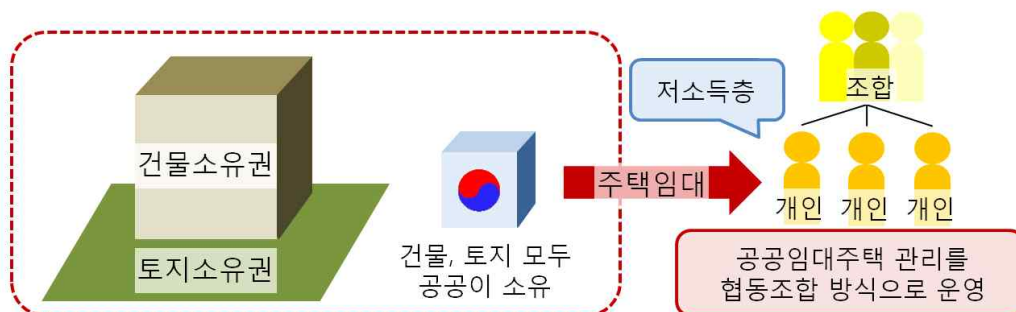 건물소유권
토지소유권
건물, 토지 모두
공공이 소유
주택임대
저소득층
조합
개인 개인 개인
공공임대주택 관리를
협동조합 방식으로 운영